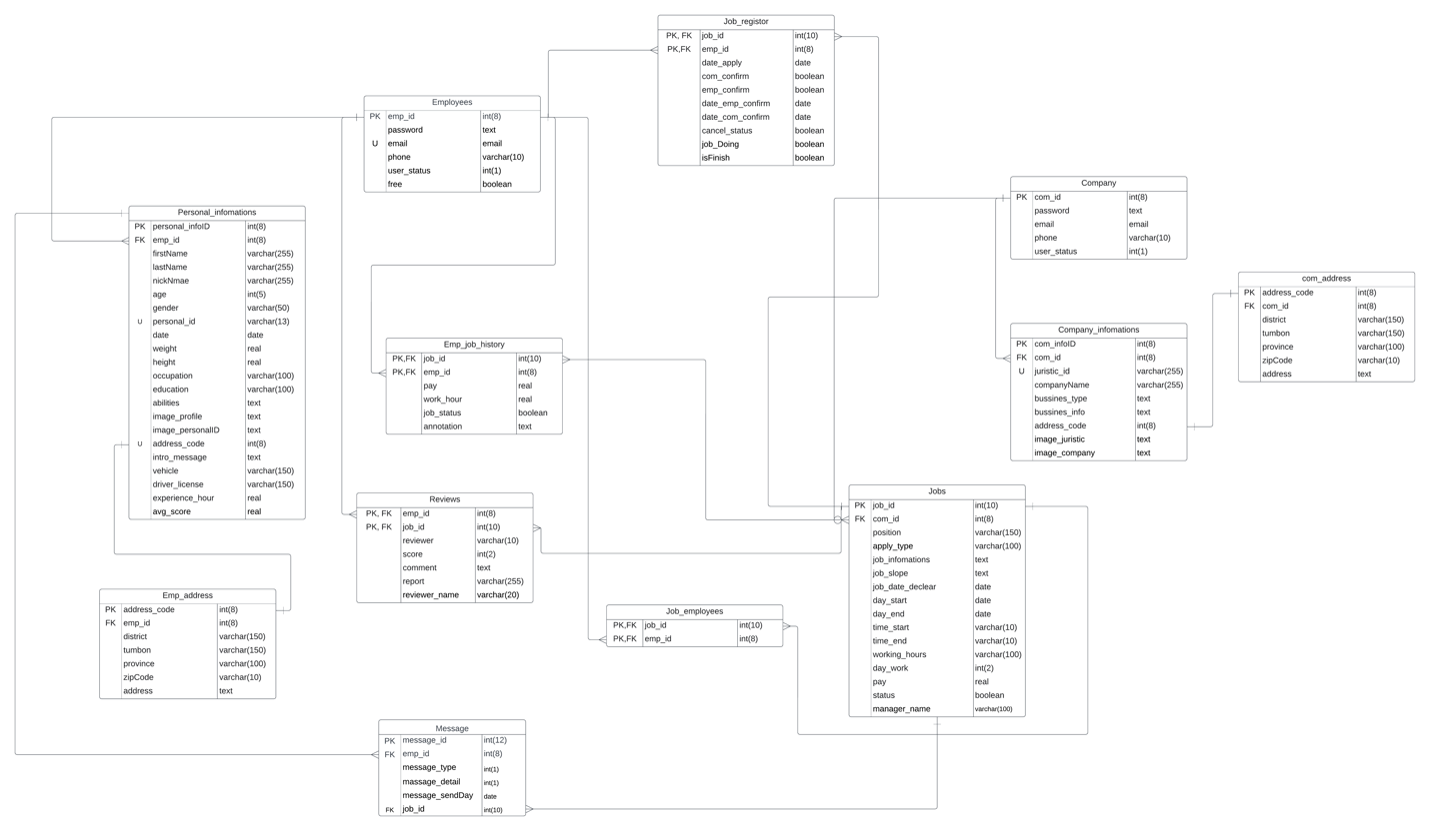 Job_registor
PK, FK job_id int(10)
PK,FK emp_id int(8)
date_apply date
com_confirm boolean
emp_confirm boolean
date_emp_confirm date
date_com_confirm date
cancel_status boolean
job_Doing boolean
isFinish boolean
Employees
PK emp_id int(8)
password text
U email email
phone varchar(10)
user_status int(1)
free boolean
Company
PK com_id int(8)
password text
email email
phone varchar(10)
user_status int(1)
Personal_infomations
PK personal_infoID int(8)
FK emp_id int(8)
firstName varchar(255)
lastName varchar(255)
nickNmae varchar(255)
age int(5)
gender varchar(50)
U personal_id varchar(13)
date date
weight real
height real
occupation varchar(100)
education varchar(100)
abilities text
image_profile text
image_personalID text
U address_code int(8)
intro_message text
vehicle varchar(150)
driver_license varchar(150)
experience_hour real
avg_score real
com_address
PK address_code int(8)
FK com_id int(8)
district varchar(150)
tumbon varchar(150)
province varchar(100)
zipCode varchar(10)
address text
Company_infomations
PK com_infoID int(8)
FK com_id int(8)
U juristic_id varchar(255)
companyName varchar(255)
bussines_type text
bussines_info text
address_code int(8)
image_juristic text
image_company text
Emp_job_history
PK,FK job_id int(10)
PK,FK emp_id int(8)
pay real
work_hour real
job_status boolean
annotation text
Reviews
PK, FK emp_id int(8)
PK, FK job_id int(10)
reviewer varchar(10)
score int(2)
comment text
report varchar(255)
reviewer_name varchar(20)
Jobs
PK job_id int(10)
FK com_id int(8)
position varchar(150)
apply_type varchar(100)
job_infomations text
job_slope text
job_date_declear date
day_start date
day_end date
time_start varchar(10)
time_end varchar(10)
working_hours varchar(100)
day_work int(2)
pay real
status boolean
manager_name varchar(100)
Emp_address
PK address_code int(8)
FK emp_id int(8)
district varchar(150)
tumbon varchar(150)
province varchar(100)
zipCode varchar(10)
address text
Job_employees
PK,FK job_id int(10)
PK,FK emp_id int(8)
Message
PK message_id int(12)
FK emp_id int(8)
message_type int(1)
massage_detail int(1)
message_sendDay date
FK job_id int(10)